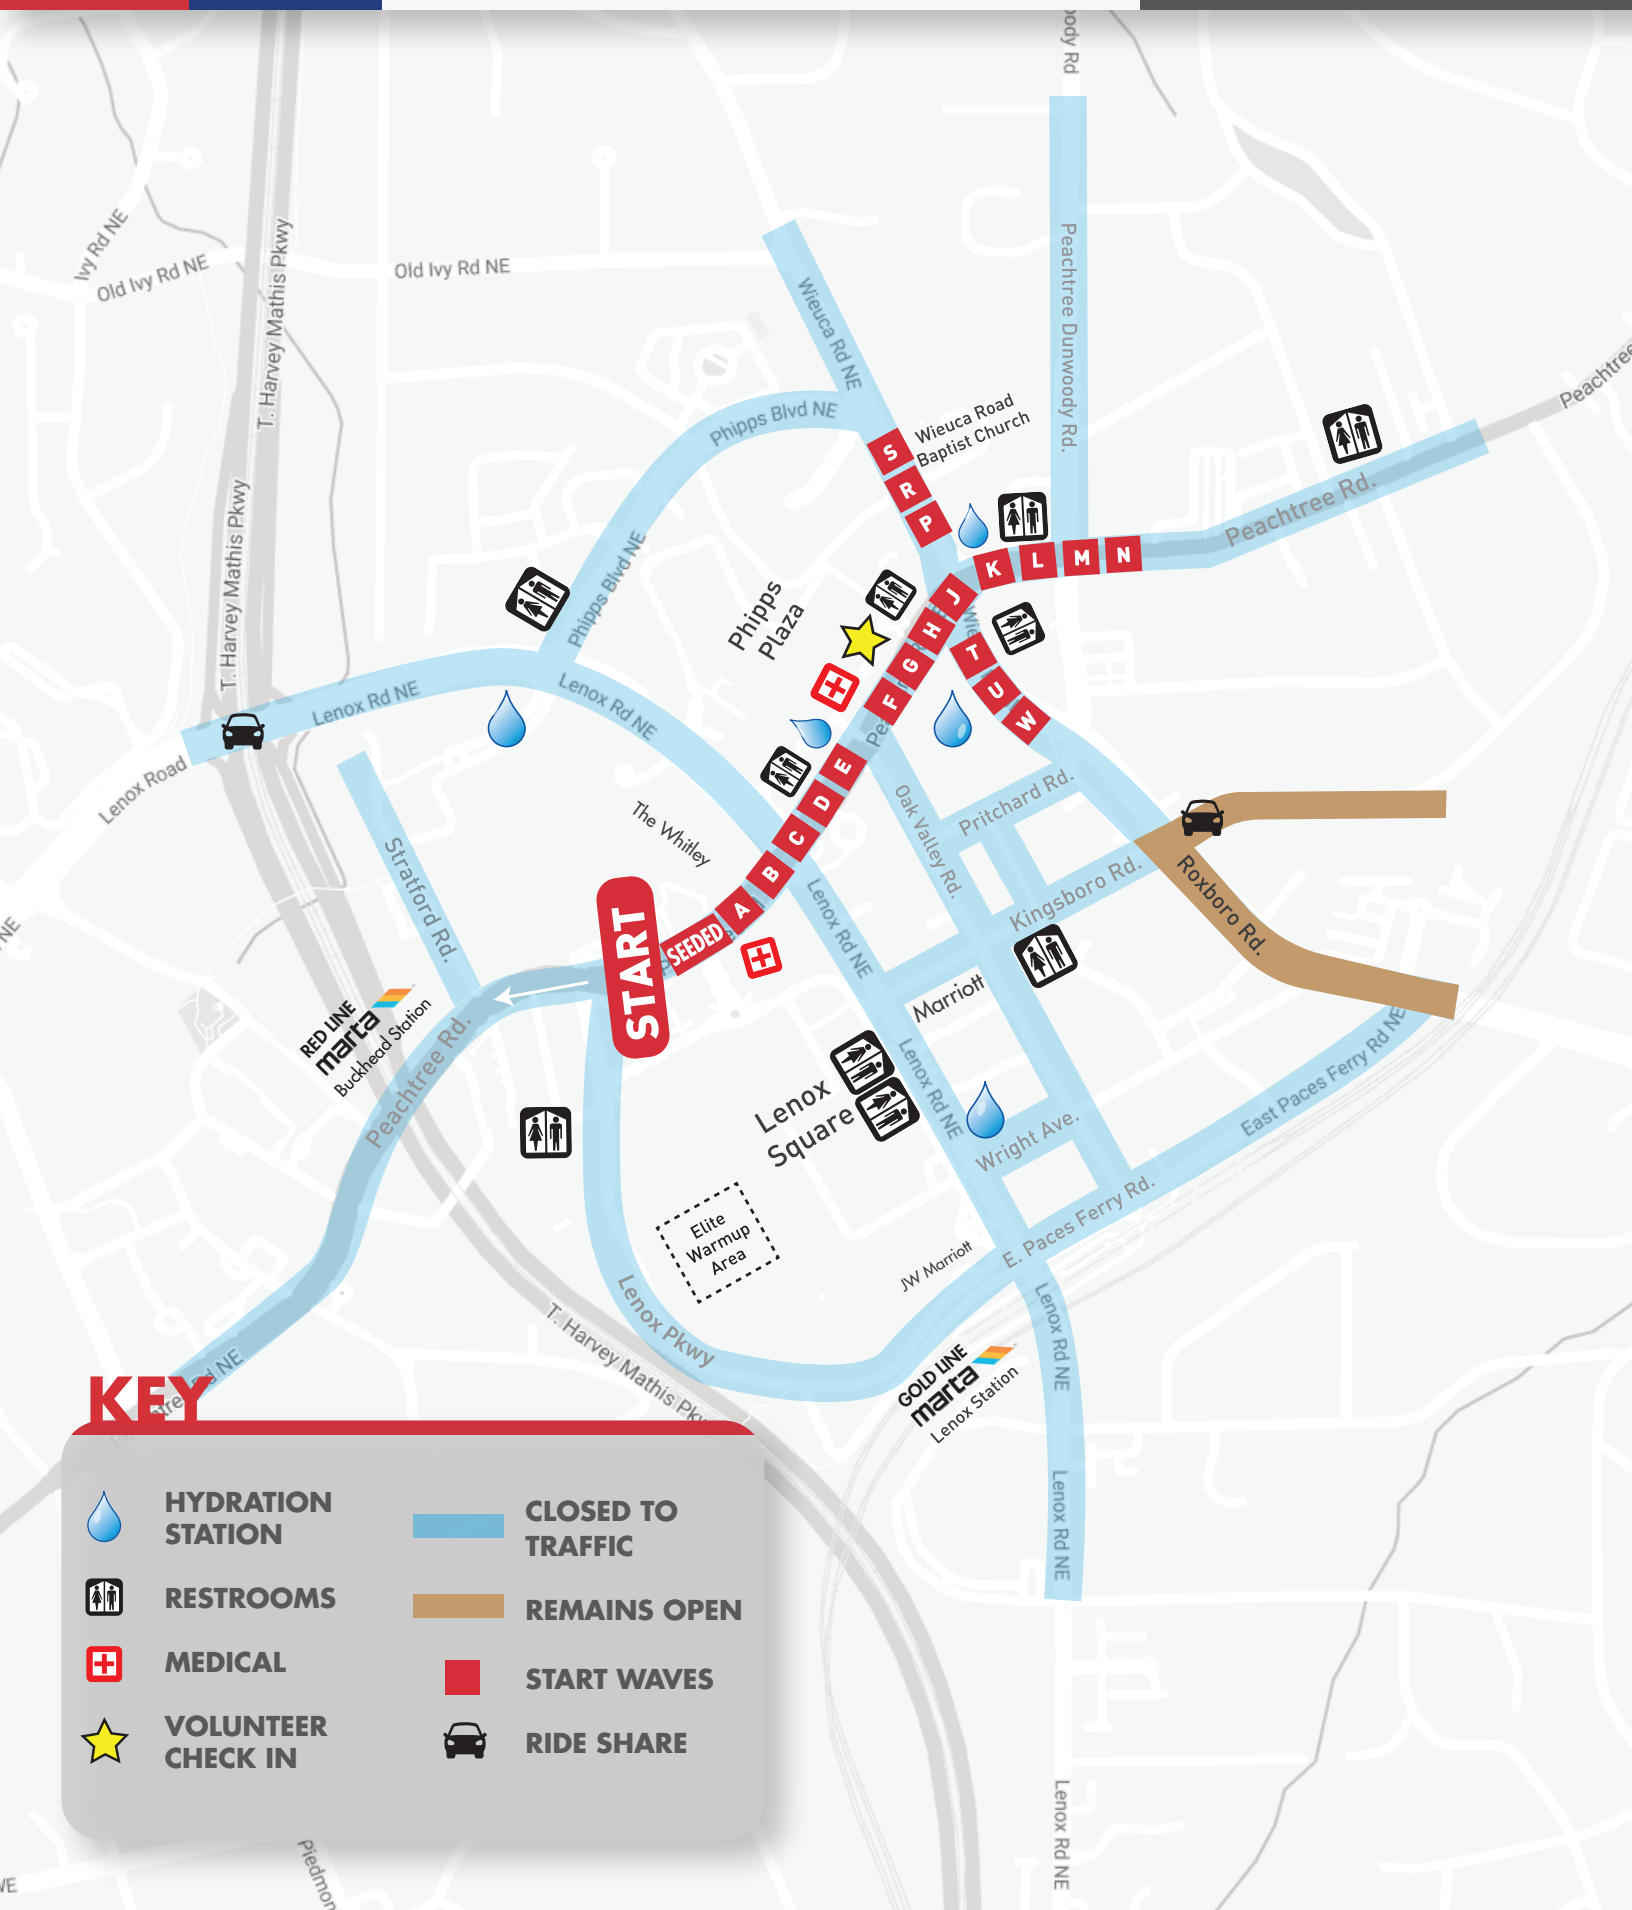 Ivy Rd NE
Old Ivy Rd NE
Old Ivy Rd NE
T. Harvey Mathis Pkwy
T. Harvey Mathis Pkwy
Wieuca Rd NE
Peachtree Dunwoody Rd.
Phipps Blvd NE
Phipps Blvd NE
Wieuca Road
Baptist Church
Peachtree
Peachtree Rd.
S
R
P
K
L
M
N
J
H
G
F
E
D
C
B
A
SEEDED
START
T
U
W
Phipps
Plaza
Lenox Rd NE
Lenox Rd NE
Lenox Road
The Whitley
Stratford Rd.
Oak Valley Rd.
Pritchard Rd.
Kingsboro Rd.
Roxboro Rd.
Lenox Rd NE
Marriott
RED LINE
marta
Buckhead Station
Peachtree Rd.
Lenox
Square
Lenox Rd NE
Wright Ave.
East Paces Ferry Rd NE
E. Paces Ferry Rd.
Elite
Warmup
Area
JW Marriott
Lenox Pkwy
T. Harvey Mathis Pkwy
GOLD LINE
marta
Lenox Station
Lenox Rd NE
Lenox Rd NE
Lenox Rd NE
KEY
HYDRATION
STATION
RESTROOMS
MEDICAL
VOLUNTEER
CHECK IN
CLOSED TO
TRAFFIC
REMAINS OPEN
START WAVES
RIDE SHARE